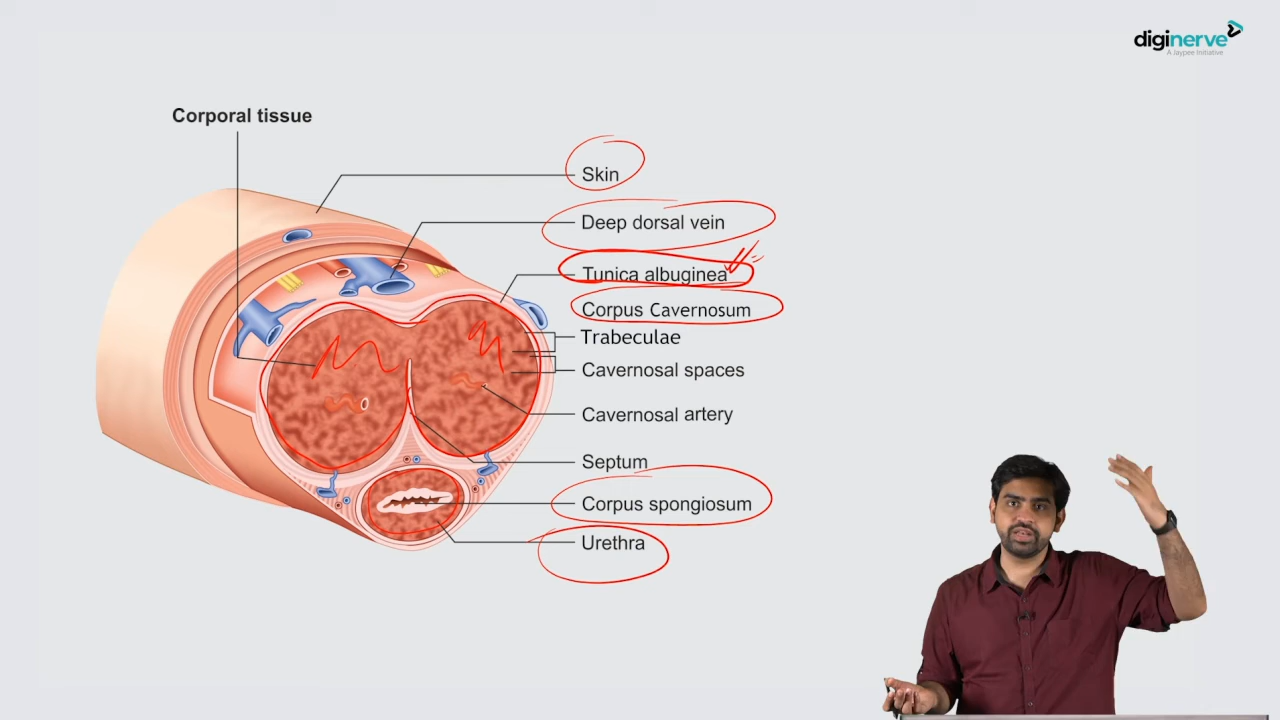 diginerve
A Jaypee Initiative
Corporal tissue
Skin
Deep dorsal vein
Tunica albuginea
Corpus Cavernosum
Trabeculae
Cavernosal spaces
Cavernosal artery
Septum
Corpus spongiosum
Urethra